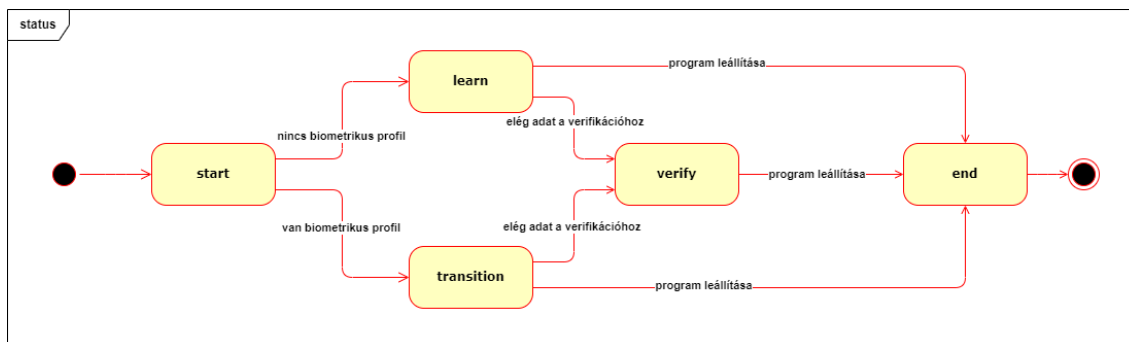 status
learn
program leállítása
elég adat a verifikációhoz
nincs biometrikus profil
start
verify
program leállítása
end
van biometrikus profil
elég adat a verifikációhoz
transition
program leállítása